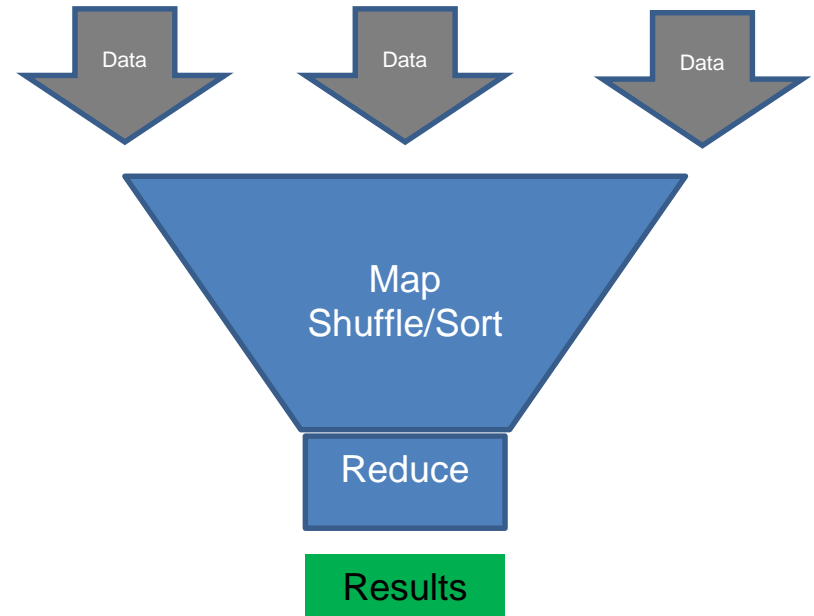 Data
Data
Data
Map
Shuffle/Sort
Reduce
Results